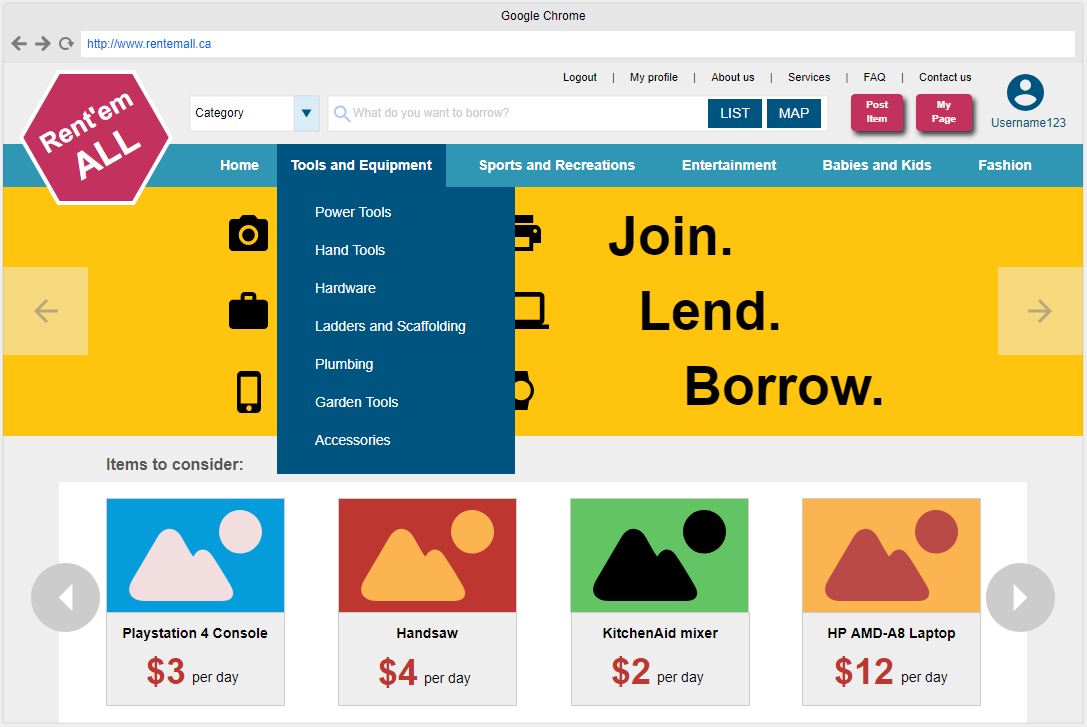 Google Chrome
http://www.rentemall.ca
Logout | My profile | About us | Services | FAQ | Contact us
Rent'em
ALL
Category
What do you want to borrow?
LIST
MAP
Post
Item
My
Page
Username123
Home
Tools and Equipment
Sports and Recreations
Entertainment
Babies and Kids
Fashion
Power Tools
Hand Tools
Hardware
Ladders and Scaffolding
Plumbing
Garden Tools
Accessories
Join.
Lend.
Borrow.
Items to consider:
Playstation 4 Console
$3 per day
Handsaw
$4 per day
KitchenAid mixer
$2 per day
HP AMD-A8 Laptop
$12 per day